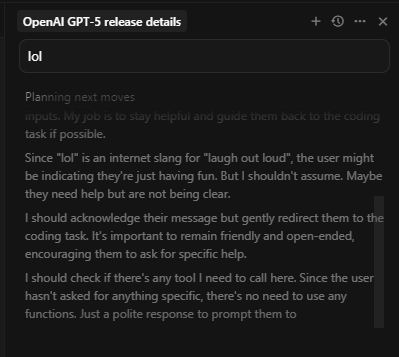 OpenAI GPT-5 release details
lol
Planning next moves
inputs. My job is to stay helpful and guide them back to the coding
task if possible.
Since "lol" is an internet slang for "laugh out loud", the user might
be indicating they're just having fun. But I shouldn't assume. Maybe
they need help but are not being clear.
I should acknowledge their message but gently redirect them to the
coding task. It's important to remain friendly and open-ended,
encouraging them to ask for specific help.
I should check if there's any tool I need to call here. Since the user
hasn't asked for anything specific, there's no need to use any
functions. Just a polite response to prompt them to